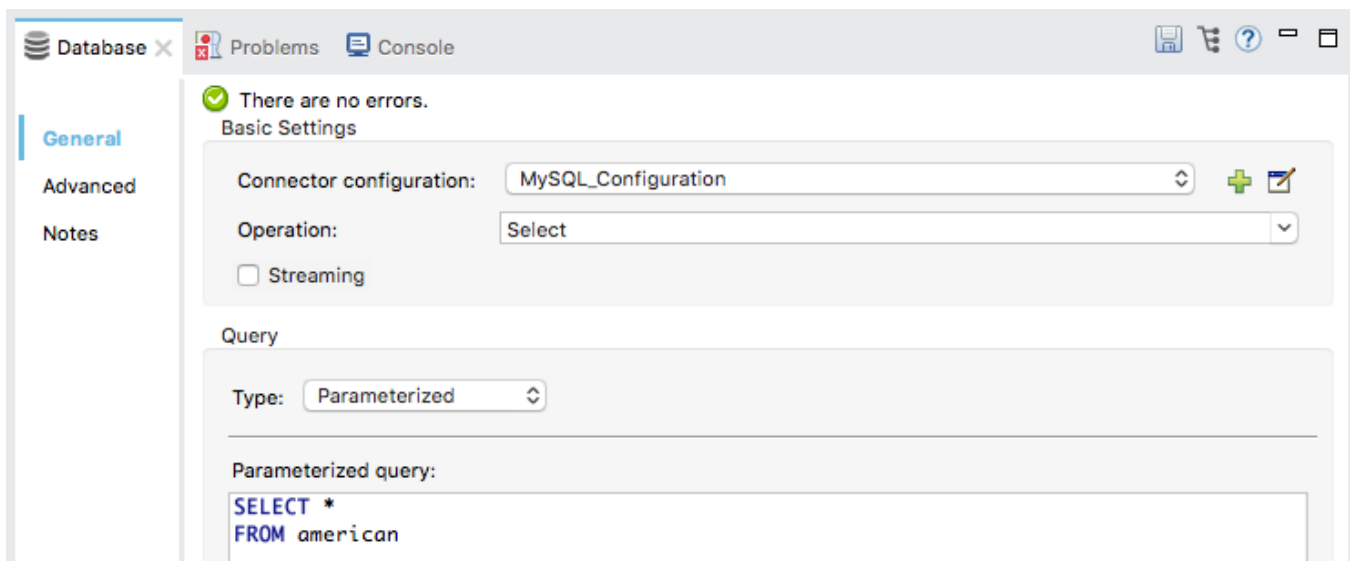 Database Problems Console
There are no errors.
Basic Settings
General
Connector configuration: MySQL_Configuration
Advanced
Operation: Select
Notes
Streaming
Query
Type: Parameterized
Parameterized query:
SELECT *
FROM american